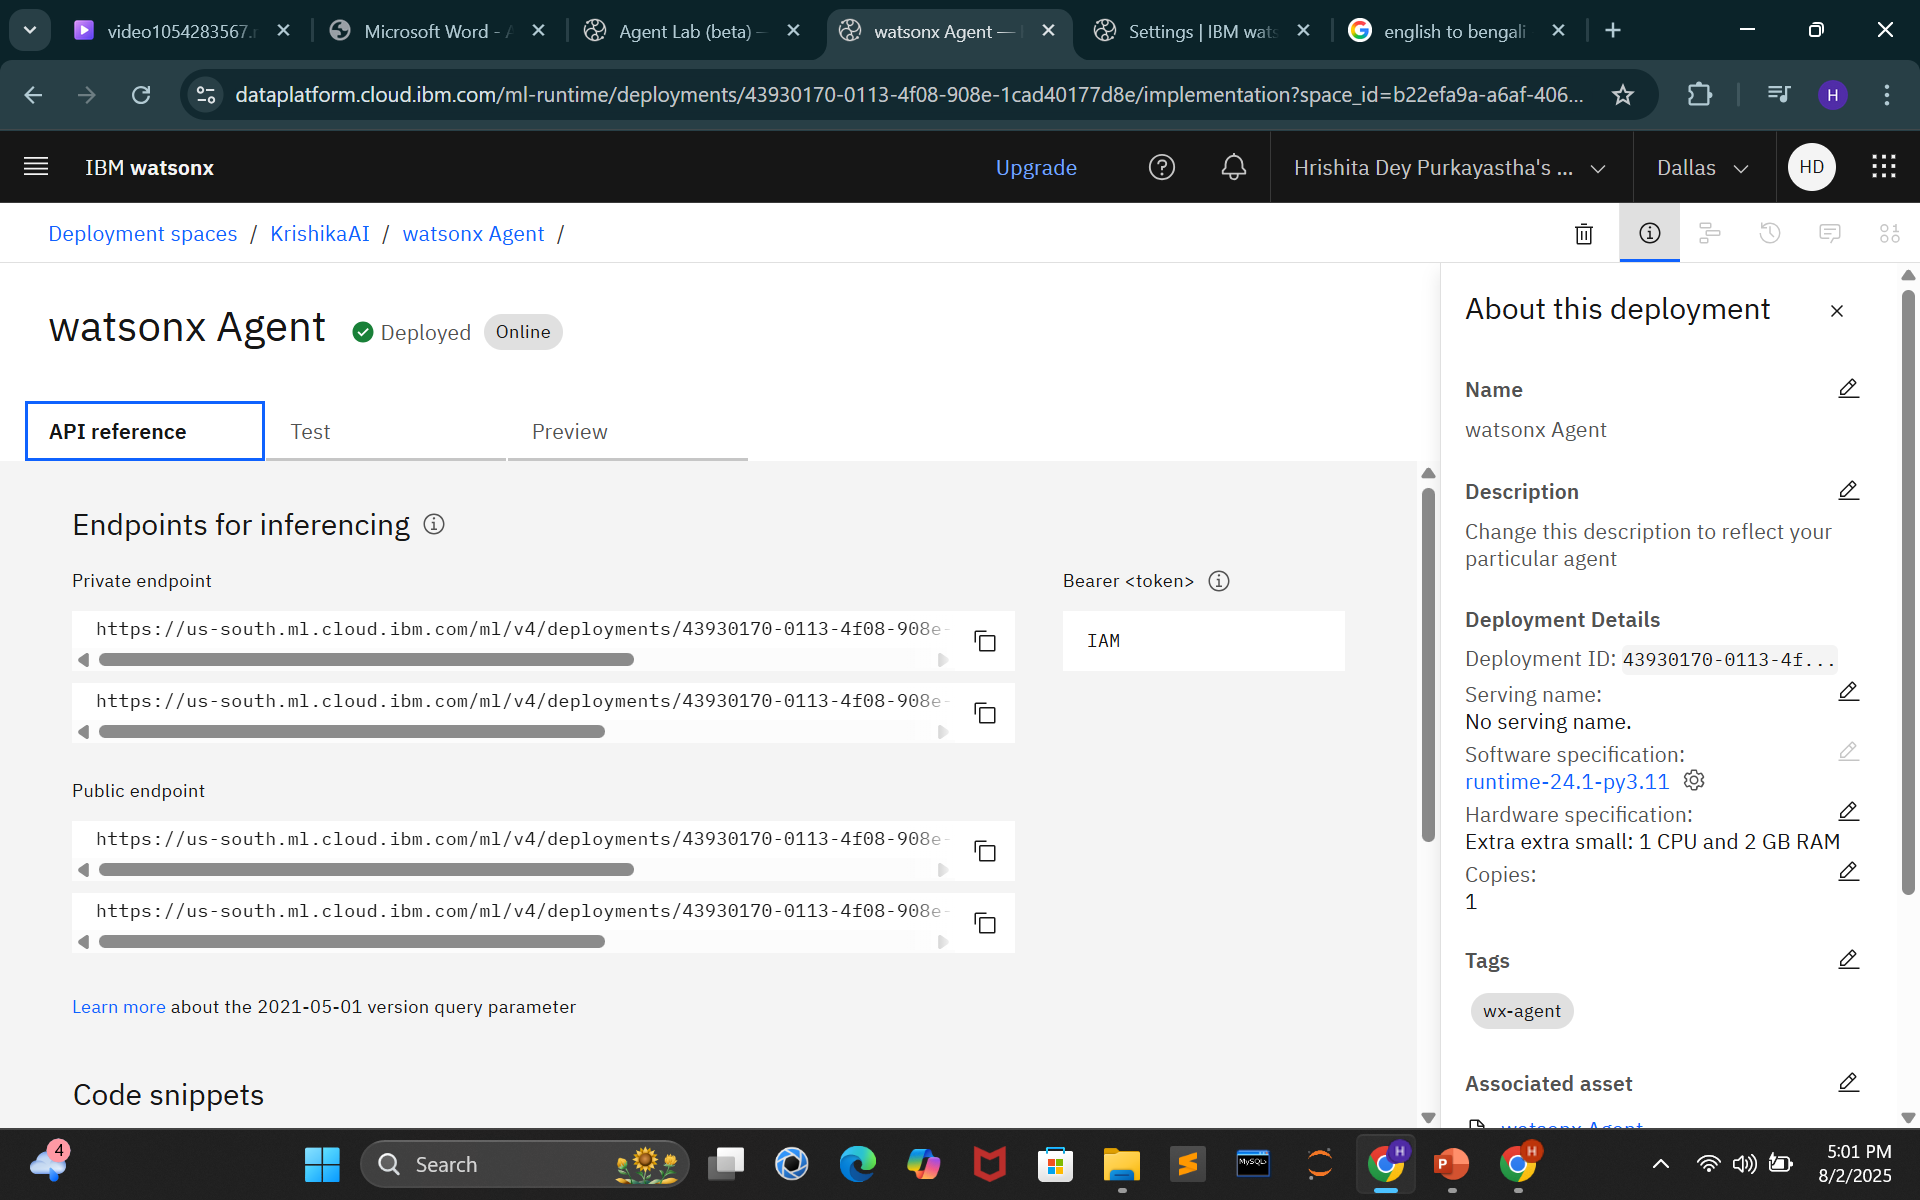 video1054283567.r
Microsoft Word - A
Agent Lab (beta) —
watsonx Agent —
Settings | IBM wats
english to bengali
dataplatform.cloud.ibm.com/ml-runtime/deployments/43930170-0113-4f08-908e-1cad40177d8e/implementation?space_id=b22efa9a-a6af-406...
H
IBM watsonx
Upgrade
Hrishita Dey Purkayastha's ...
Dallas
HD
Deployment spaces / KrishikaAI / watsonx Agent /
watsonx Agent
Deployed
Online
API reference
Test
Preview
Endpoints for inferencing
Private endpoint
https://us-south.ml.cloud.ibm.com/ml/v4/deployments/43930170-0113-4f08-908e-
https://us-south.ml.cloud.ibm.com/ml/v4/deployments/43930170-0113-4f08-908e-
Bearer <token>
IAM
Public endpoint
https://us-south.ml.cloud.ibm.com/ml/v4/deployments/43930170-0113-4f08-908e-
https://us-south.ml.cloud.ibm.com/ml/v4/deployments/43930170-0113-4f08-908e-
Learn more about the 2021-05-01 version query parameter
Code snippets
About this deployment
Name
watsonx Agent
Description
Change this description to reflect your
particular agent
Deployment Details
Deployment ID: 43930170-0113-4f...
Serving name:
No serving name.
Software specification:
runtime-24.1-py3.11
Hardware specification:
Extra extra small: 1 CPU and 2 GB RAM
Copies:
1
Tags
wx-agent
Associated asset
watsonx Agent
4
Search
MySQL
H
P
H
5:01 PM
8/2/2025